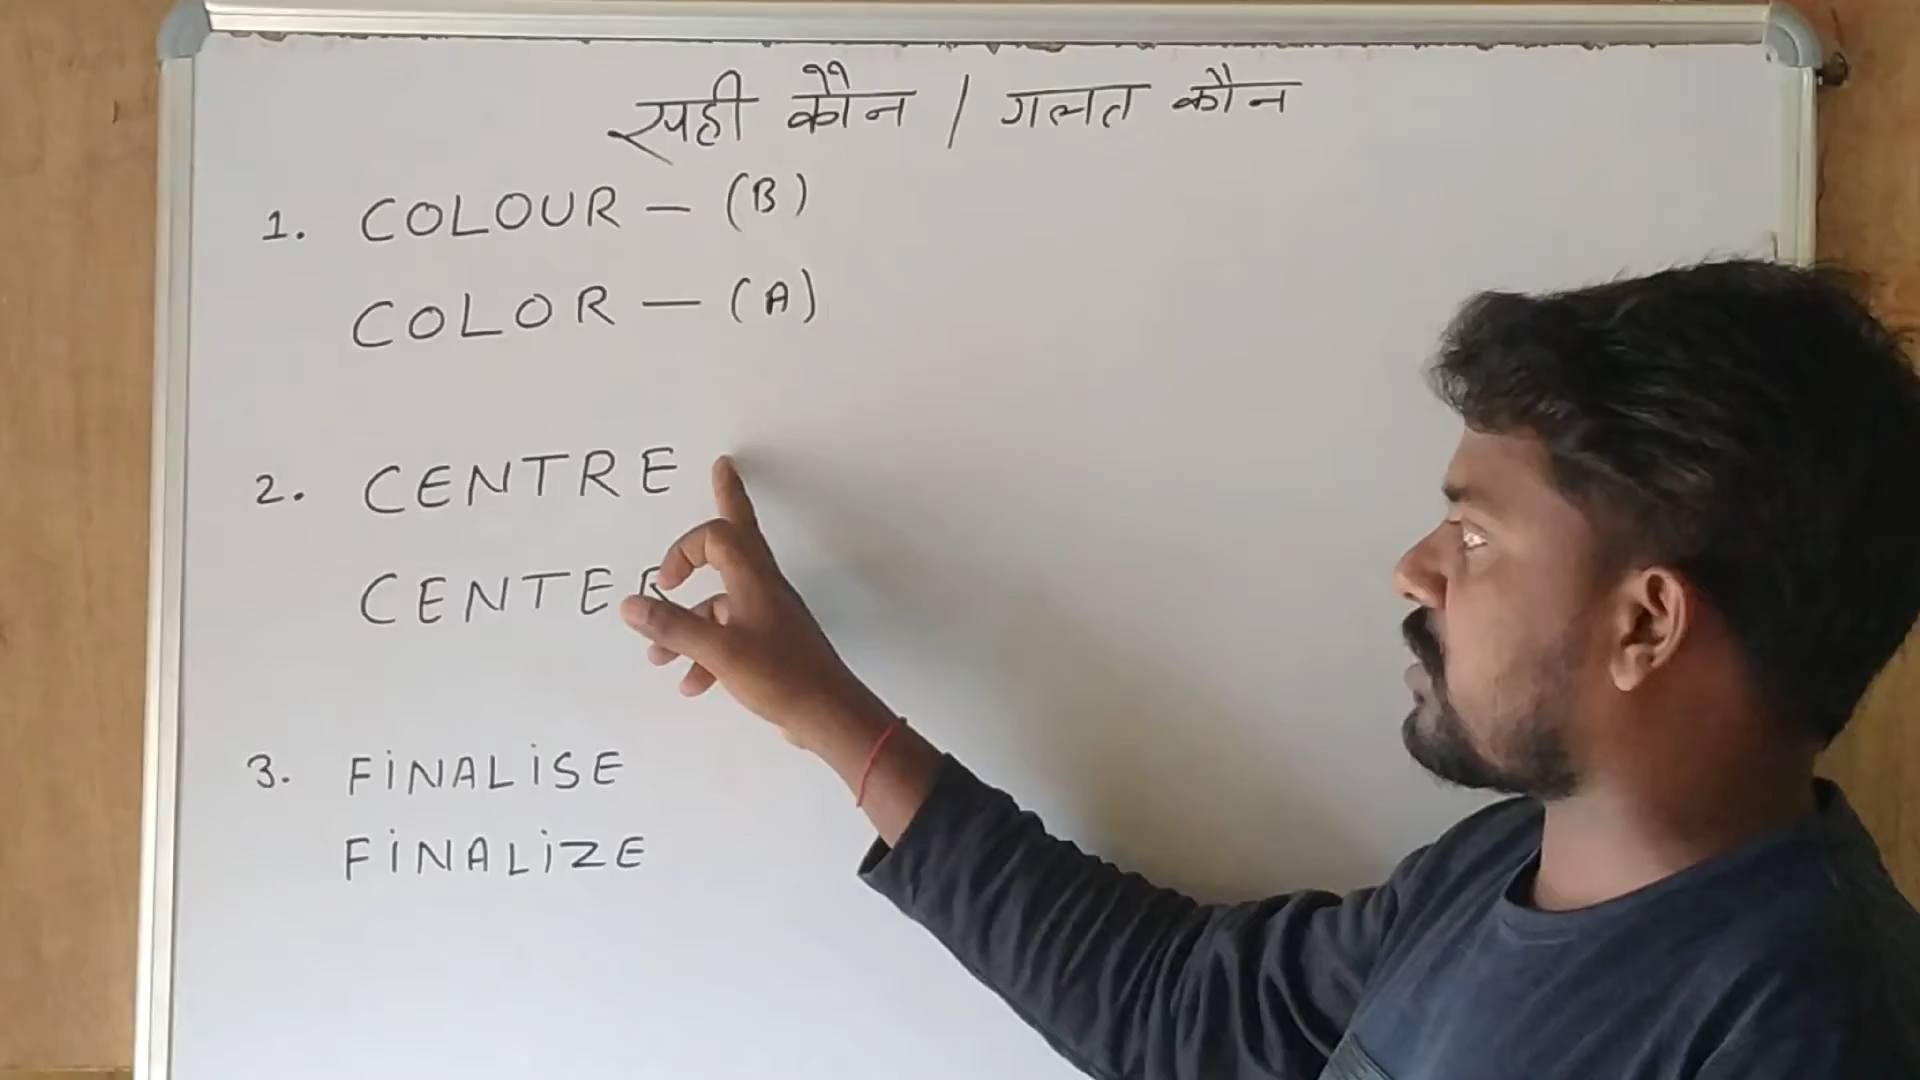 सही कौन / गलत कौन
1. COLOUR — (B)
COLOR — (A)
2. CENTRE
CENTER
3. FiNALiSE
FiNALiZE